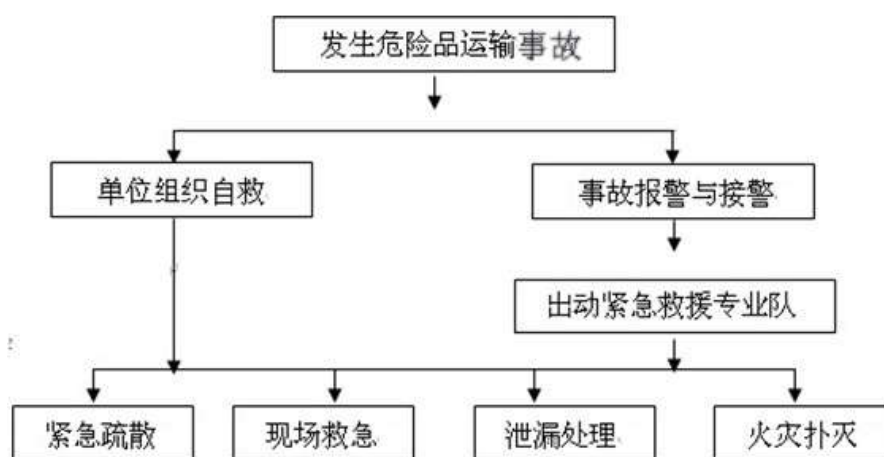 发生危险品运输事故
单位组织自救
事故报警与接警
出动紧急救援专业队
紧急疏散
现场救急
泄漏处理
火灾扑灭